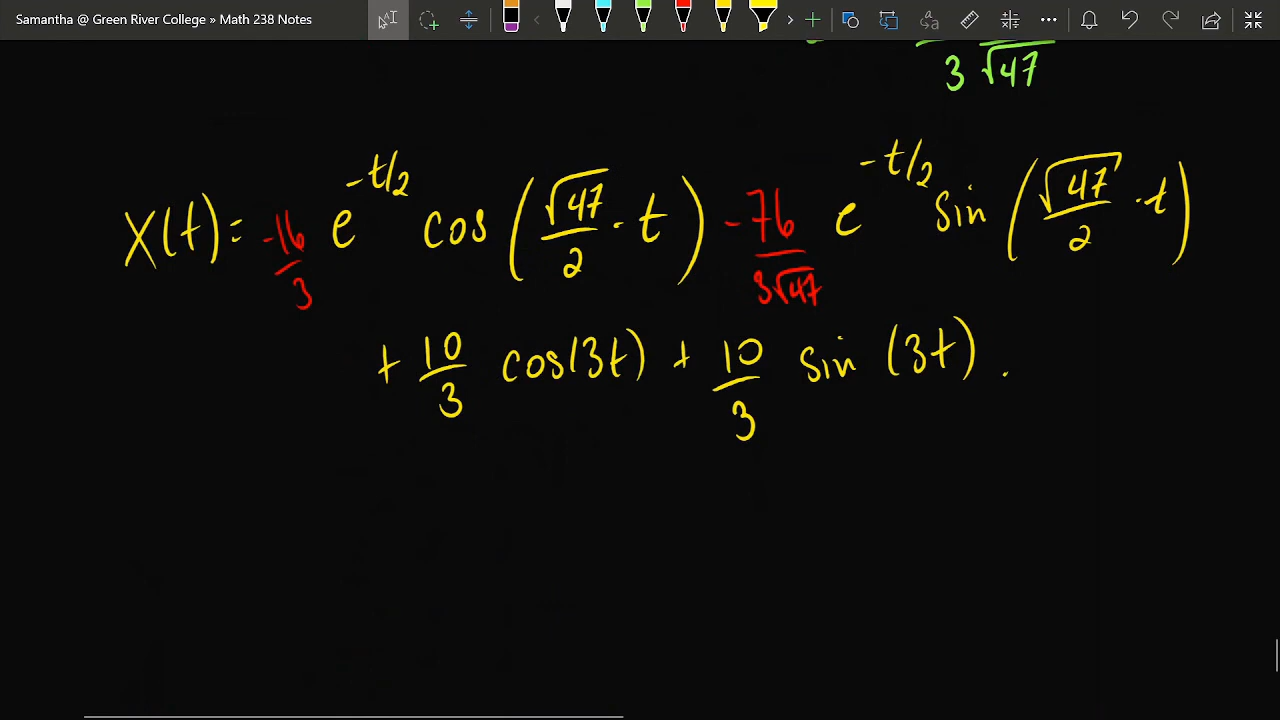 Samantha @ Green River College » Math 238 Notes
3 √47
X(t) = -16/3 e^(-t/2) cos(√47/2 · t) -76/(3√47) e^(-t/2) sin(√47/2 · t)
+ 10/3 cos(3t) + 10/3 sin(3t).